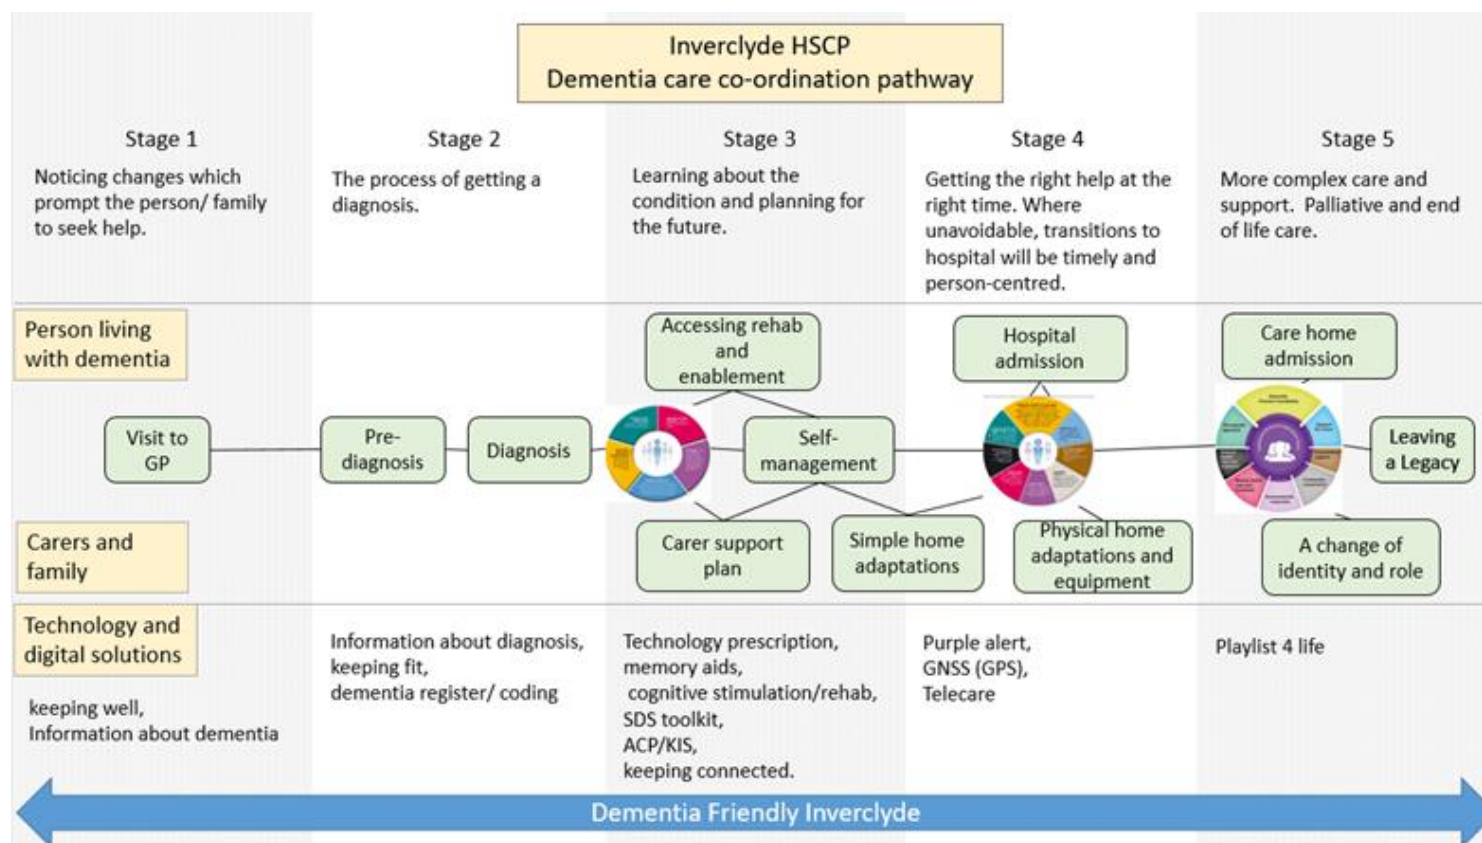 Inverclyde HSCP
Dementia care co-ordination pathway
Stage 1
Noticing changes which
prompt the person/ family
to seek help.
Stage 2
The process of getting a
diagnosis.
Stage 3
Learning about the
condition and planning for
the future.
Stage 4
Getting the right help at the
right time. Where
unavoidable, transitions to
hospital will be timely and
person-centred.
Stage 5
More complex care and
support.  Palliative and end
of life care.
Person living
with dementia
Accessing rehab
and
enablement
Hospital
admission
Care home
admission
Visit to
GP
Pre-
diagnosis
Diagnosis
Self-
management
Leaving
a Legacy
Carers and
family
Carer support
plan
Simple home
adaptations
Physical home
adaptations and
equipment
A change of
identity and role
Technology and
digital solutions
keeping well,
Information about dementia
Information about diagnosis,
keeping fit,
dementia register/ coding
Technology prescription,
memory aids,
cognitive stimulation/rehab,
SDS toolkit,
ACP/KIS,
keeping connected.
Purple alert,
GNSS (GPS),
Telecare
Playlist 4 life
Dementia Friendly Inverclyde